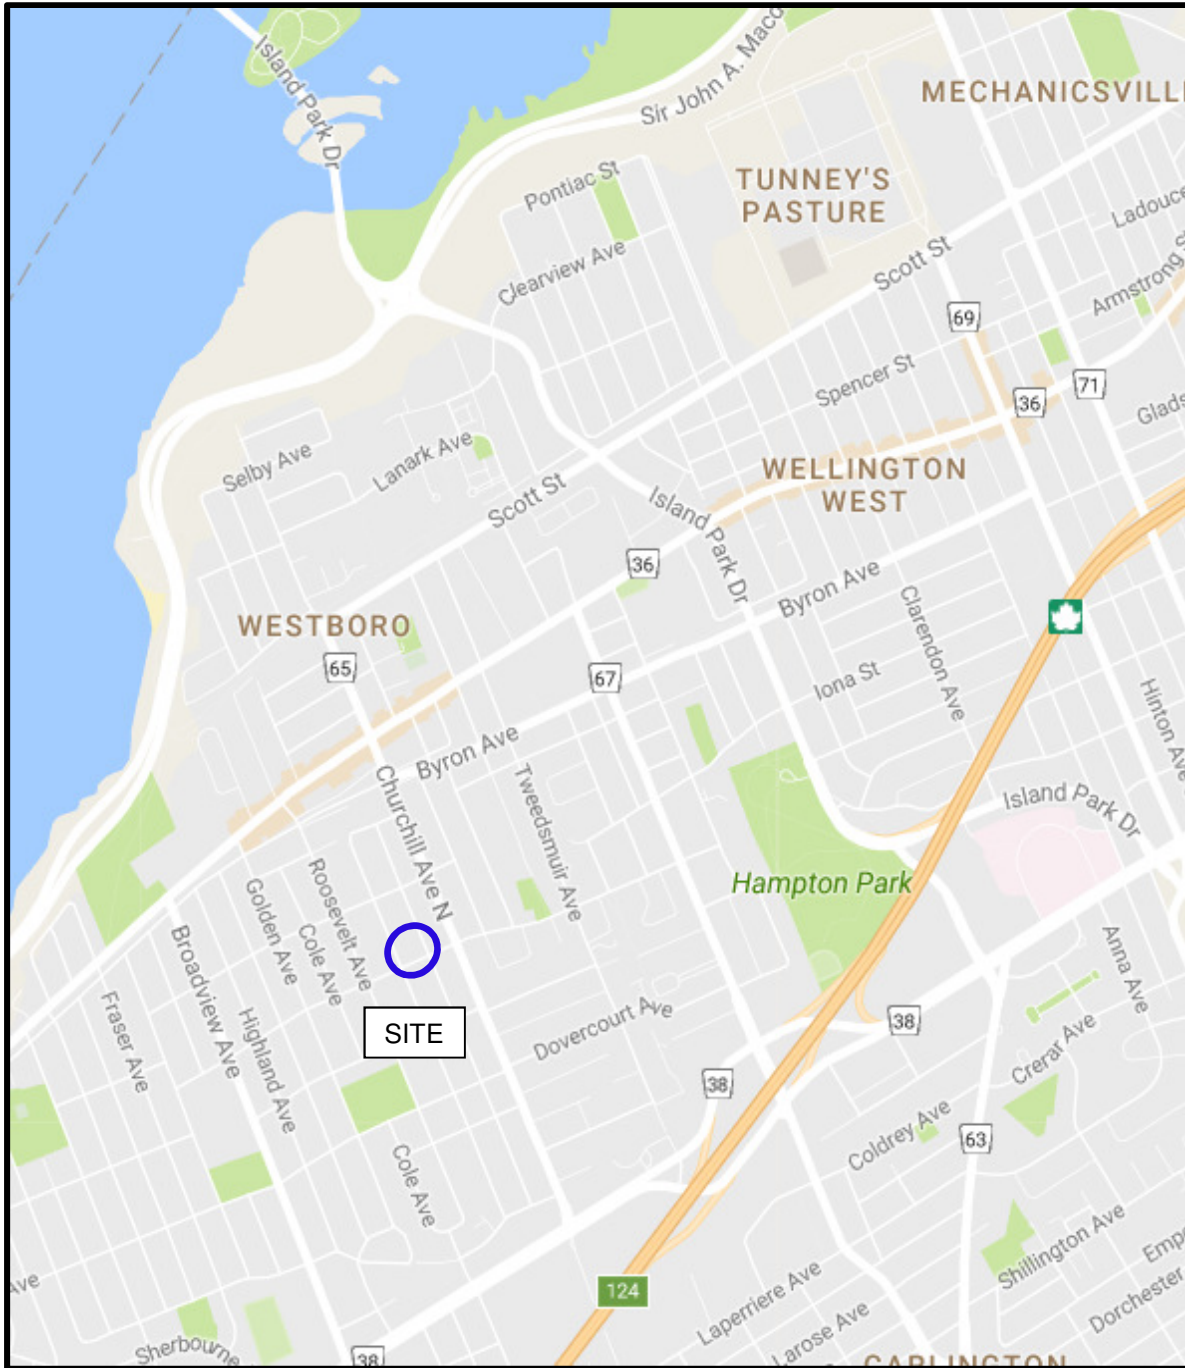 Island Park Dr
Sir John A. Macd
MECHANICSVILL
Pontiac St
TUNNEY'S
PASTURE
Ladouce
Clearview Ave
Scott St
Armstrong S
69
Spencer St
71
36
Glads
Selby Ave
Lanark Ave
WELLINGTON
WEST
Scott St
Island Park Dr
36
Byron Ave
Clarendon Ave
WESTBORO
65
67
Iona St
Hinton Ave
Byron Ave
Churchill Ave N
Tweedsmuir Ave
Island Park Dr
Hampton Park
Roosevelt Ave
Golden Ave
Cole Ave
Broadview Ave
Anna Ave
Fraser Ave
Highland Ave
SITE
Dovercourt Ave
38
Crerar Ave
38
Coldrey Ave
63
Cole Ave
Shillington Ave
Emp
Ave
124
Laperriere Ave
Dorchester
Larose Ave
Sherbourne
38
CARLINGTON